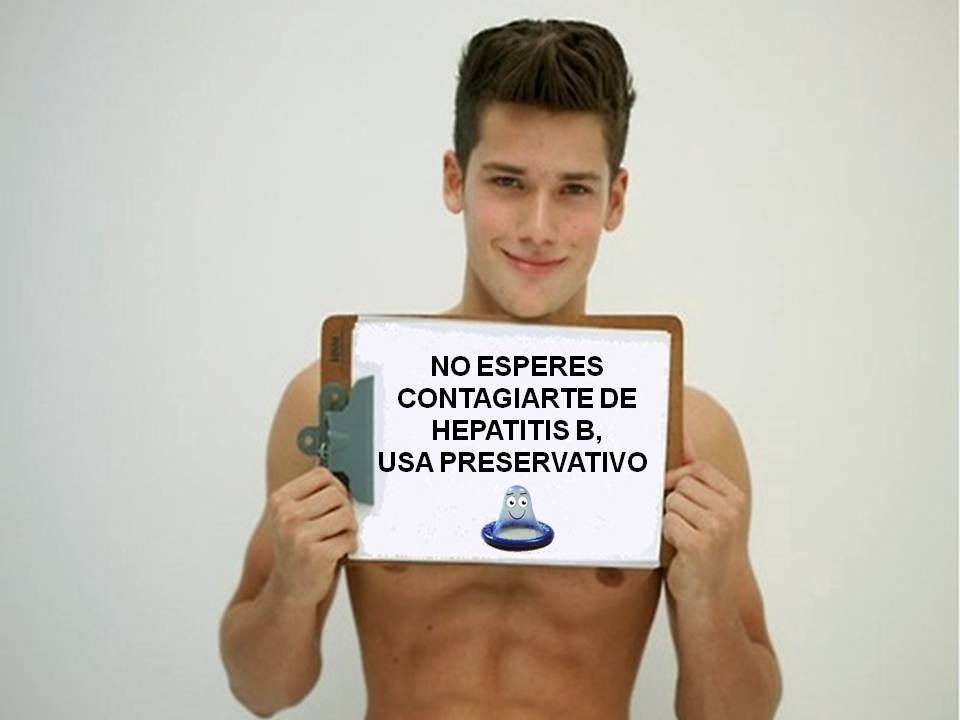 NO ESPERES
CONTAGIARTE DE
HEPATITIS B,
USA PRESERVATIVO